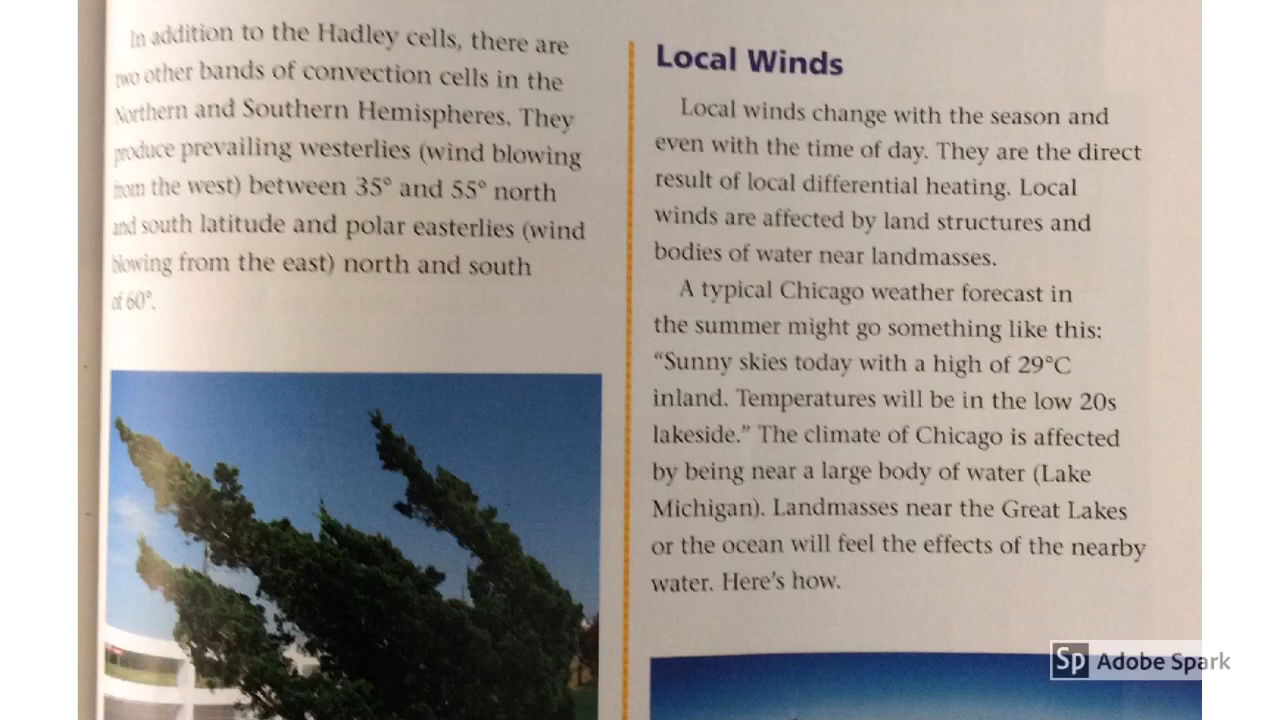 In addition to the Hadley cells, there are
two other bands of convection cells in the
Northern and Southern Hemispheres. They
produce prevailing westerlies (wind blowing
from the west) between 35° and 55° north
and south latitude and polar easterlies (wind
blowing from the east) north and south
of 60°.
Local Winds
Local winds change with the season and
even with the time of day. They are the direct
result of local differential heating. Local
winds are affected by land structures and
bodies of water near landmasses.
A typical Chicago weather forecast in
the summer might go something like this:
“Sunny skies today with a high of 29°C
inland. Temperatures will be in the low 20s
lakeside.” The climate of Chicago is affected
by being near a large body of water (Lake
Michigan). Landmasses near the Great Lakes
or the ocean will feel the effects of the nearby
water. Here’s how.
Sp Adobe Spark